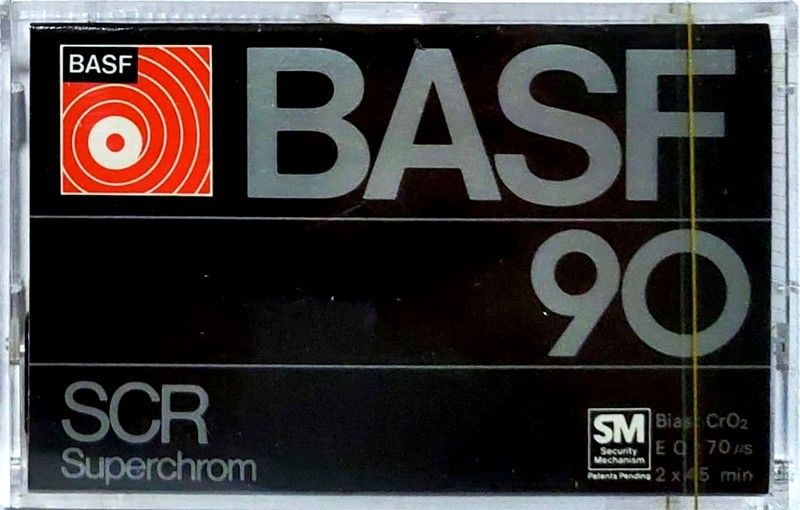 BASF
BASF
90
SCR
Superchrom
SM
Security
Mechanism
Patents Pending
Bias: CrO₂
EQ: 70 µs
2 x 45 min